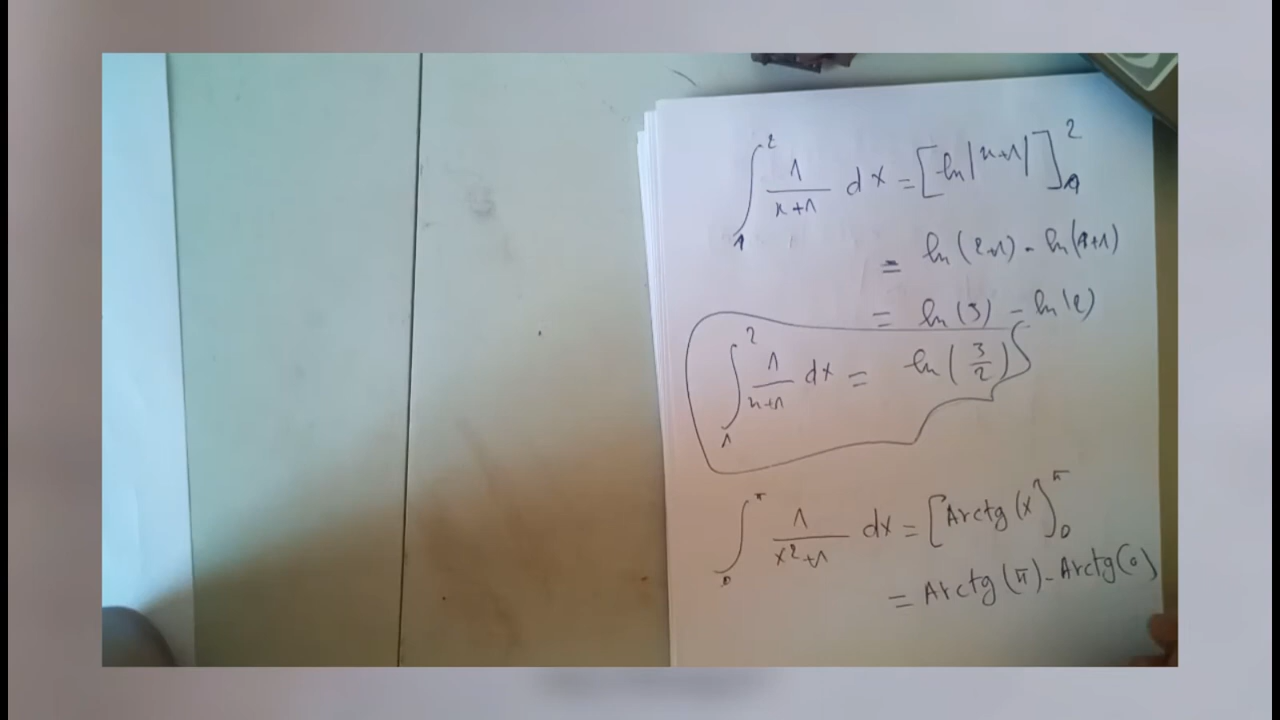 ∫₁² 1/(x+1) dx = [ln|x+1|]₁²
= ln(2+1) - ln(1+1)
= ln(3) - ln(2)
∫₁² 1/(x+1) dx = ln(3/2)
∫₀^π 1/(x²+1) dx = [Arctg(x)]₀^π
= Arctg(π) - Arctg(0)